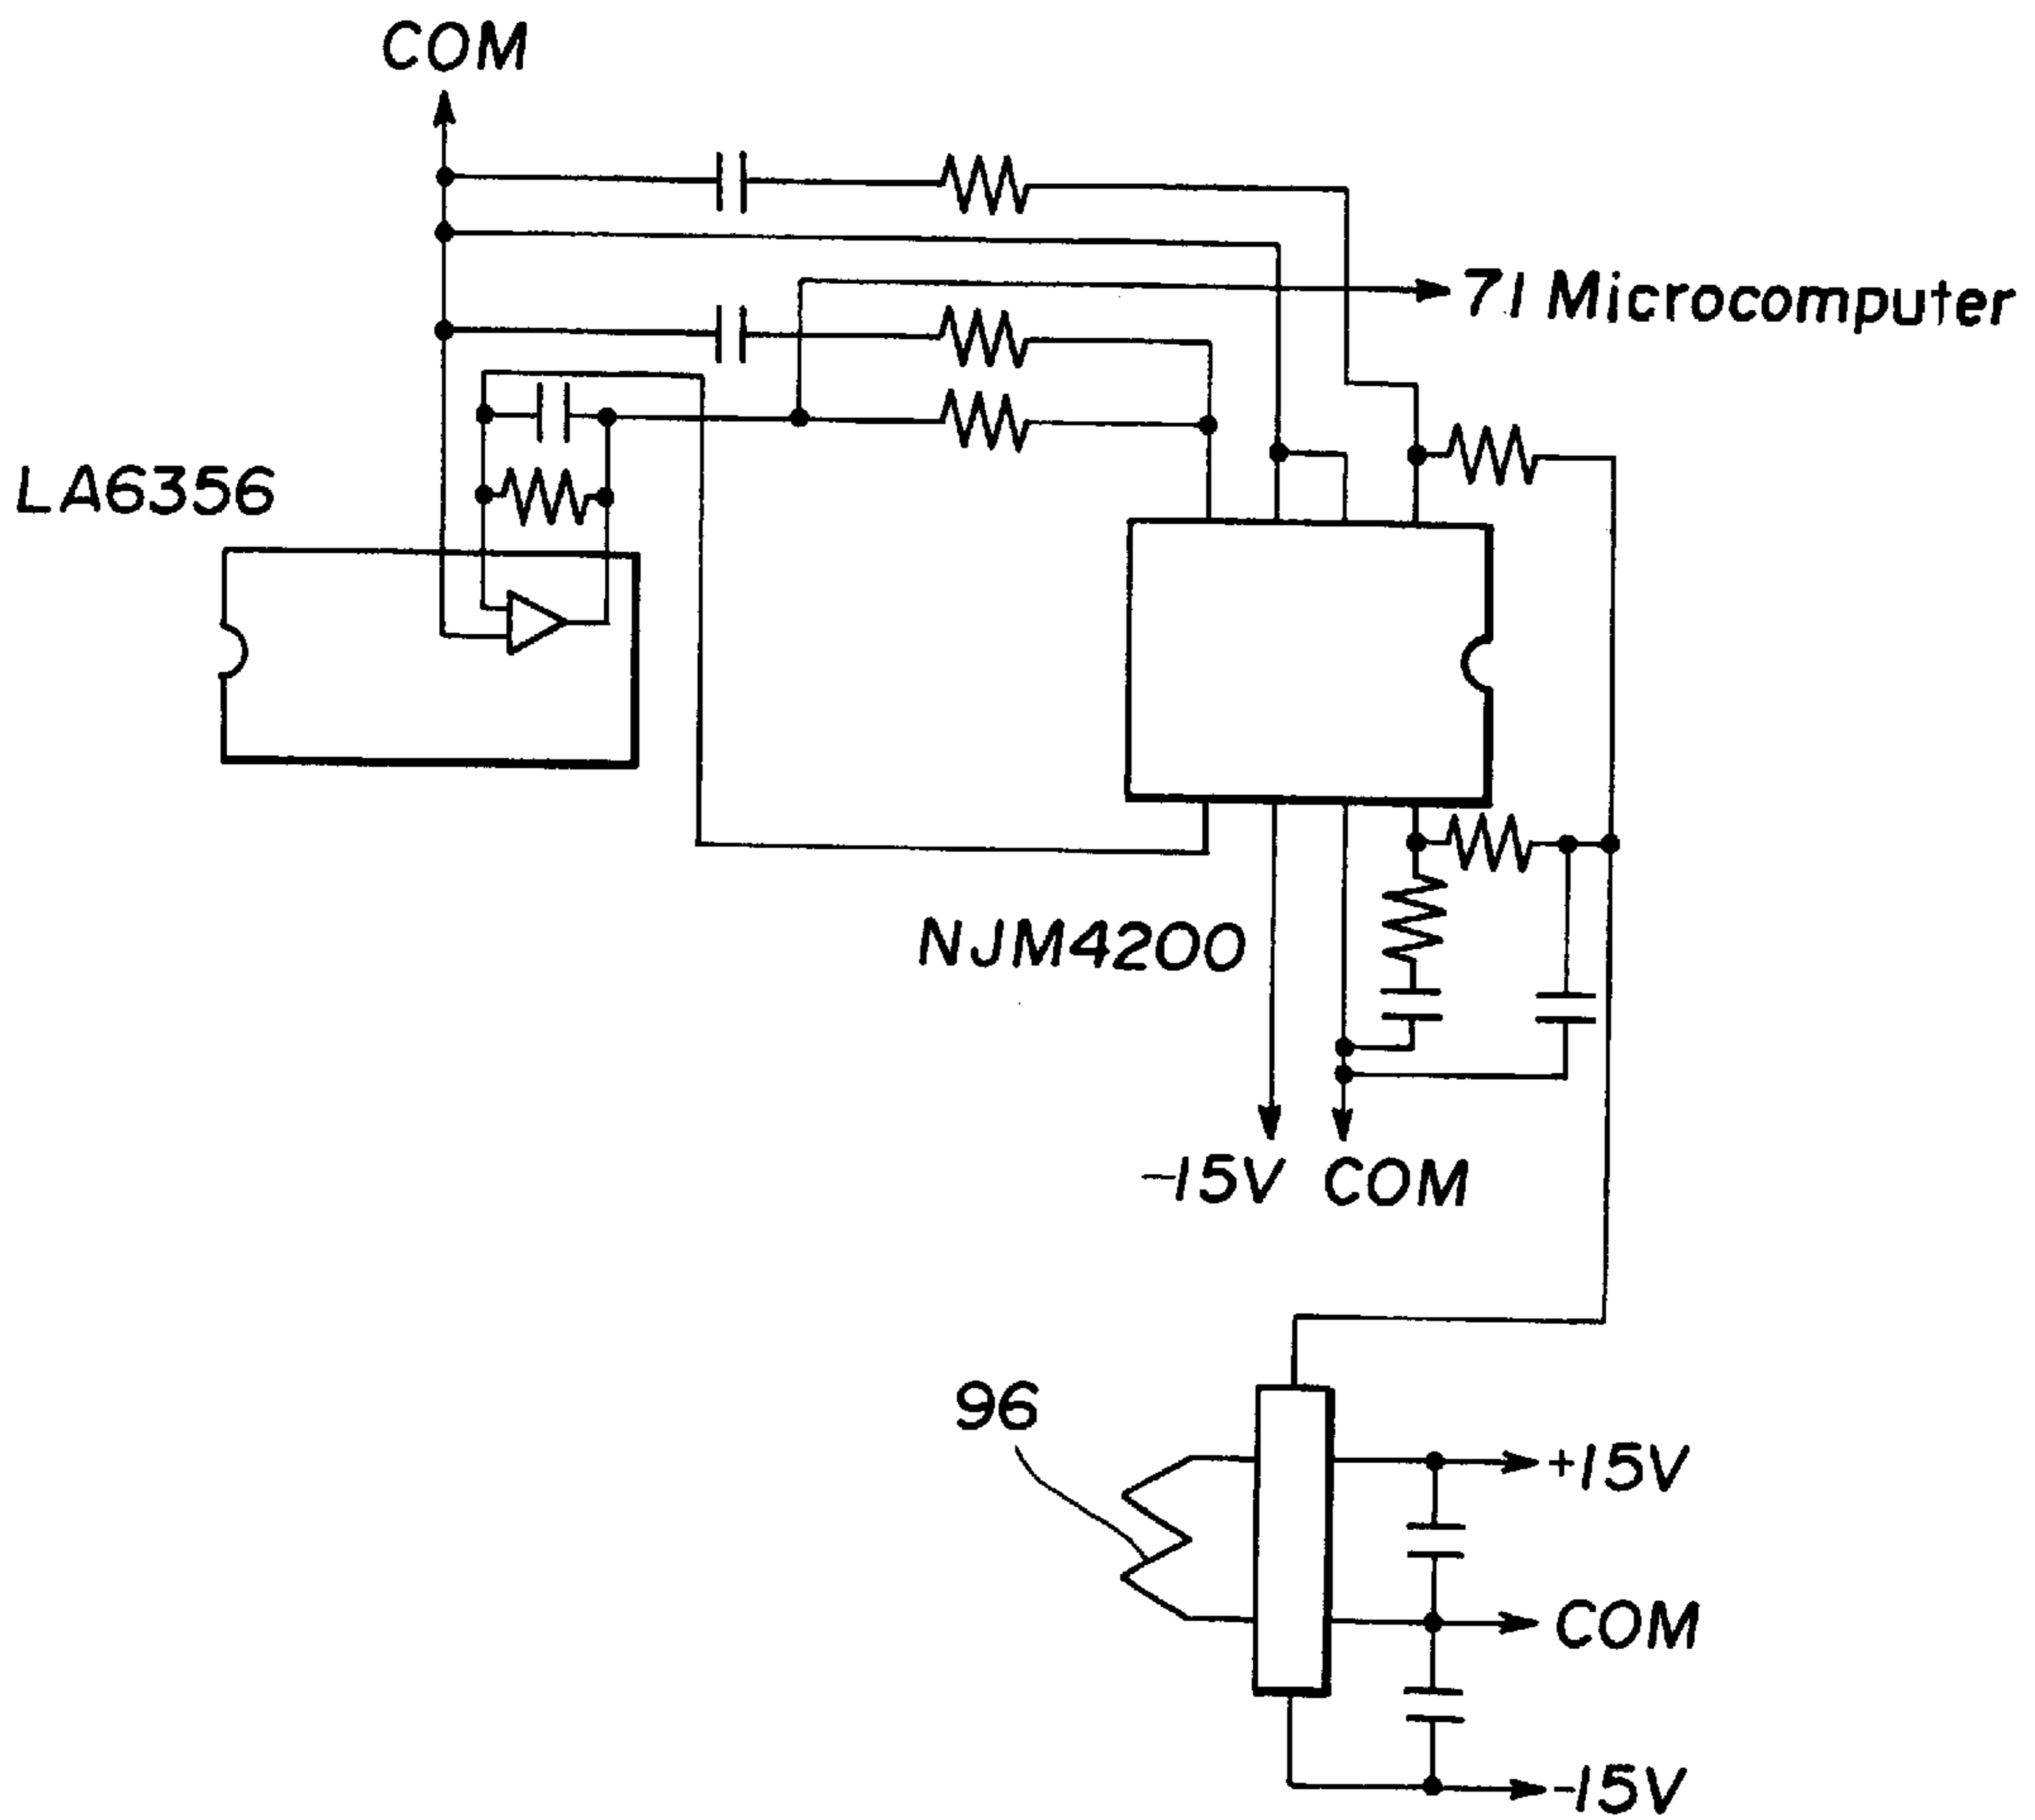 COM
71 Microcomputer
LA6356
NJM4200
-15V COM
96
+15V
COM
-15V